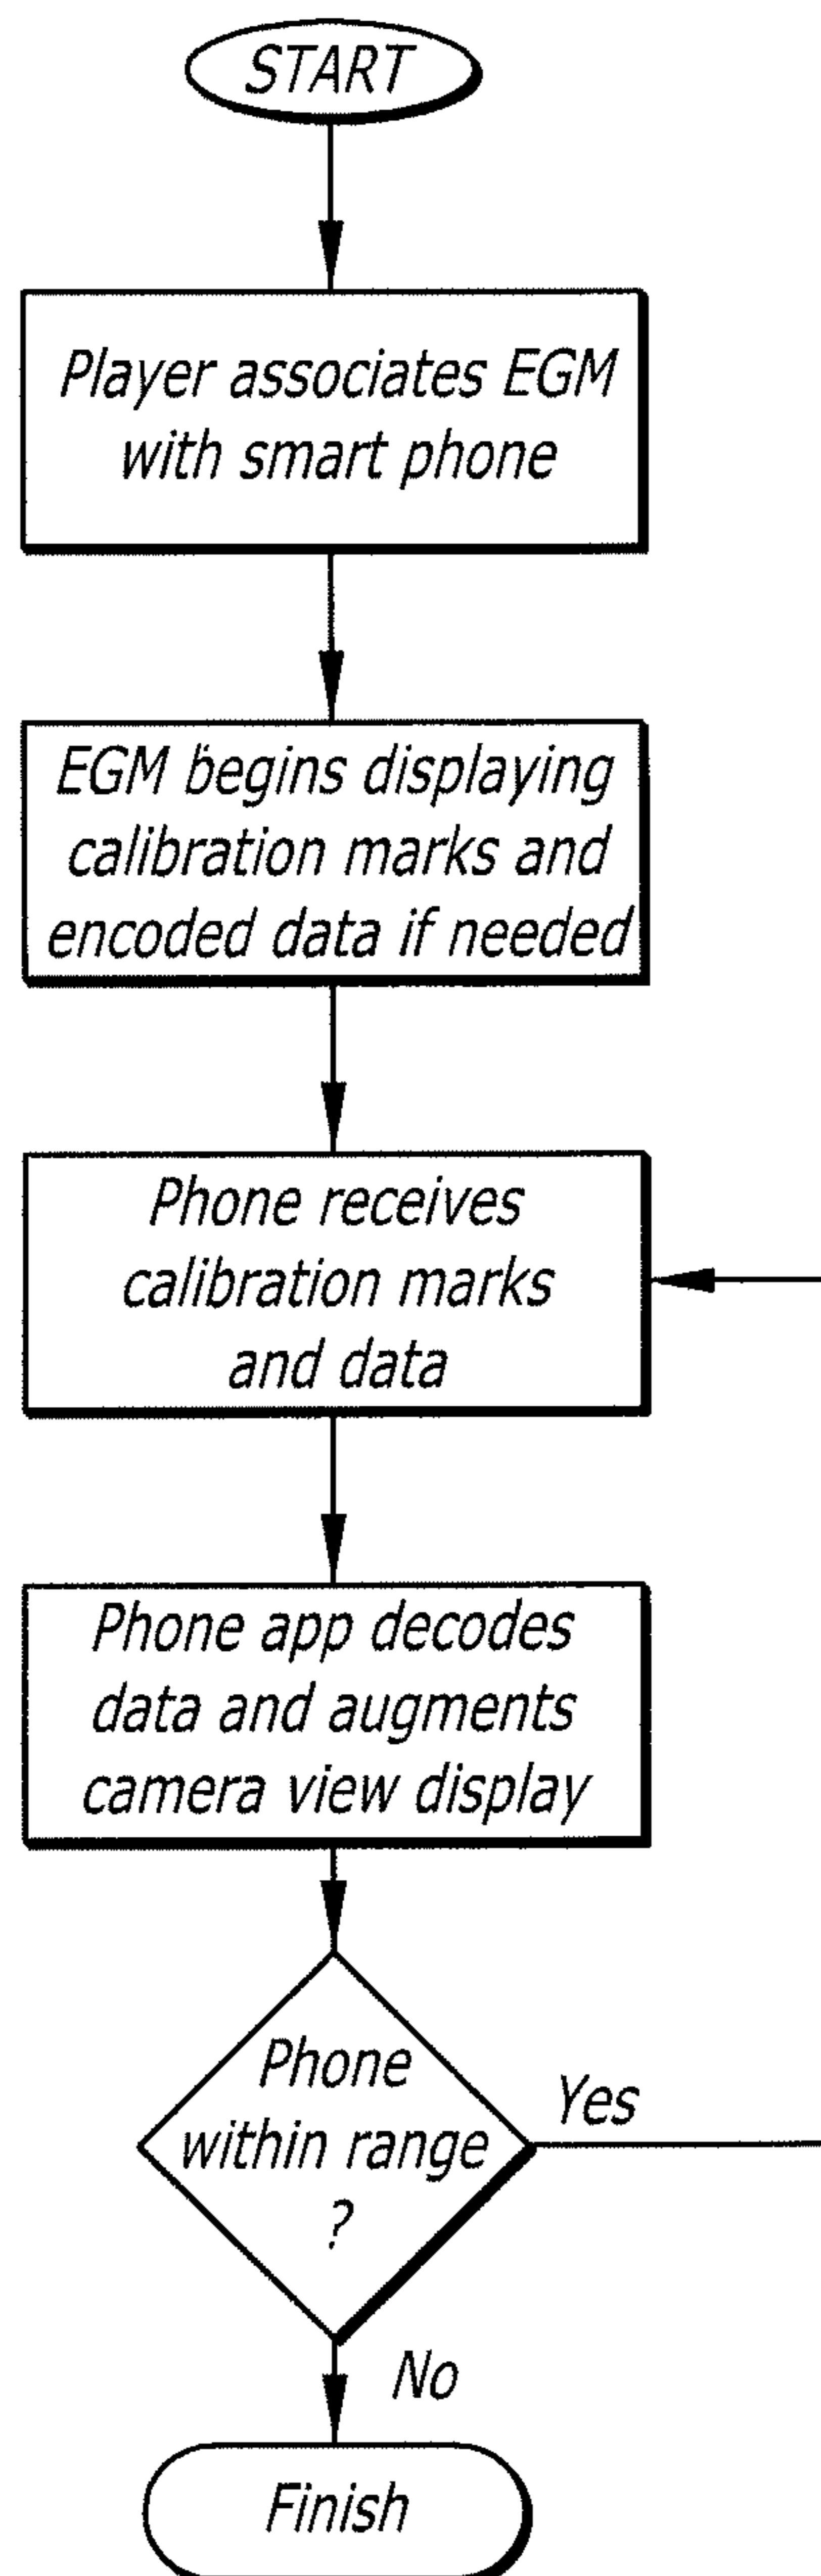 START
Player associates EGM
with smart phone
EGM begins displaying
calibration marks and
encoded data if needed
Phone receives
calibration marks
and data
Phone app decodes
data and augments
camera view display
Phone
within range
?
Yes
No
Finish